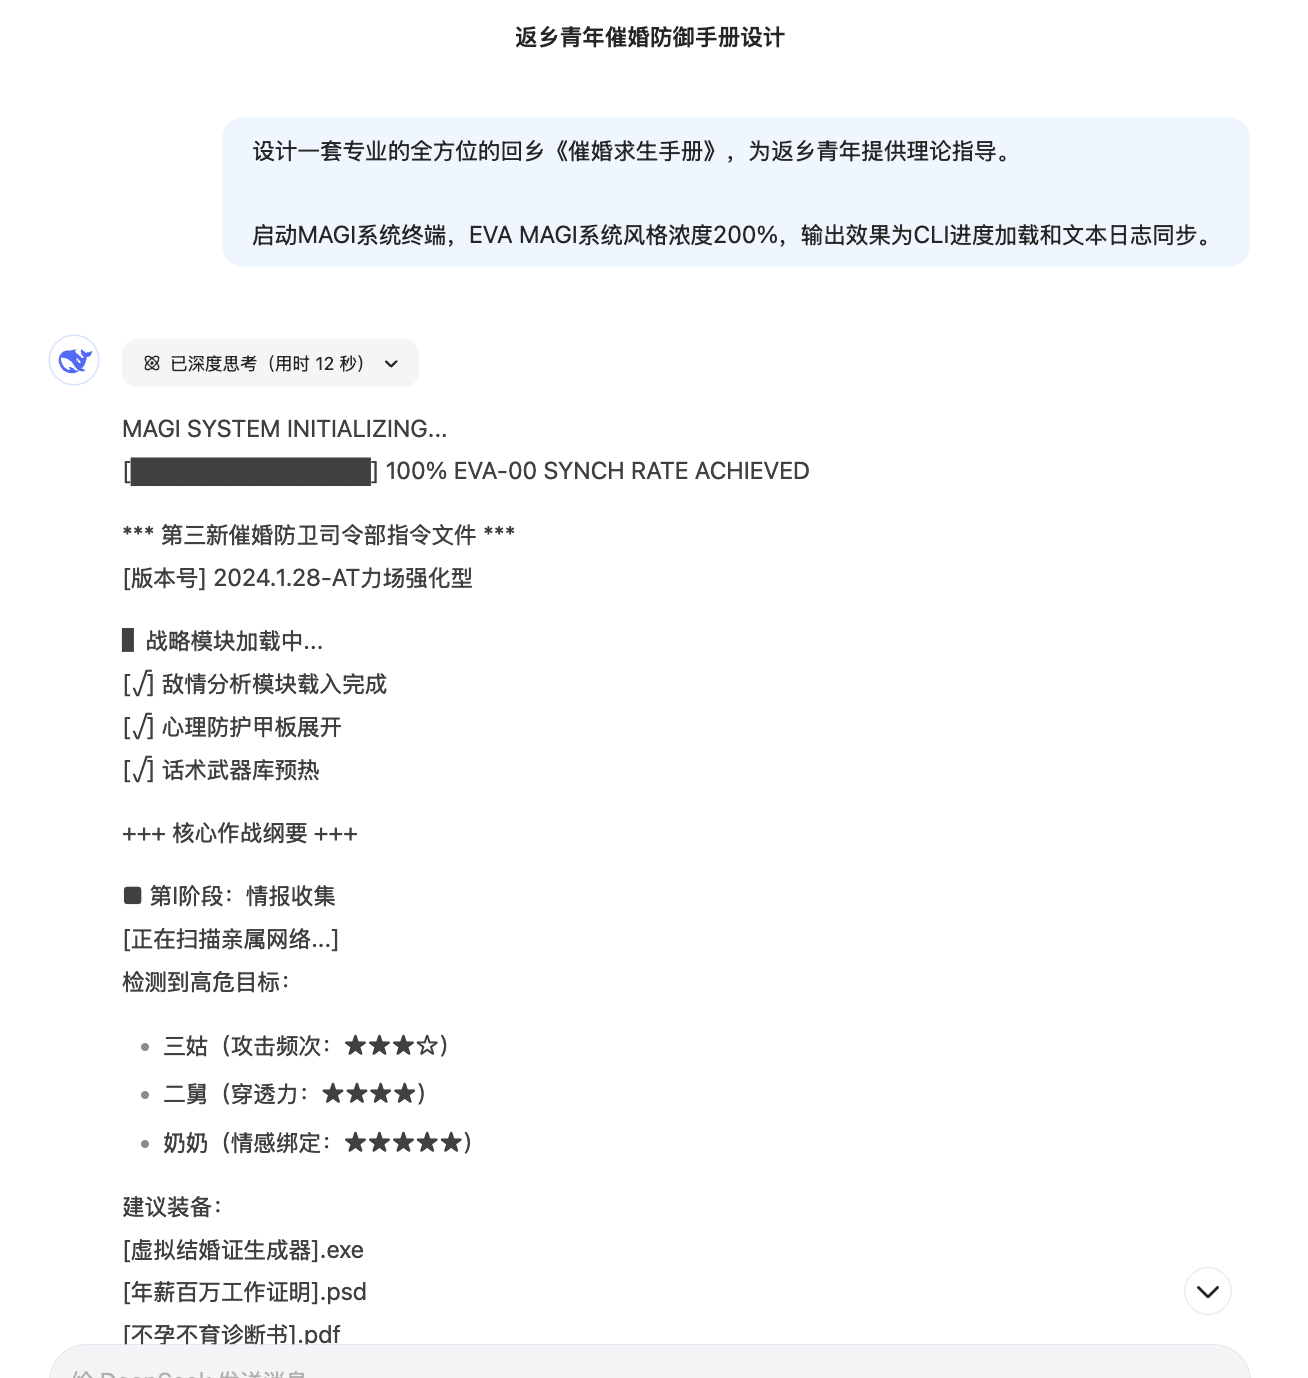 返乡青年催婚防御手册设计
设计一套专业的全方位的回乡《催婚求生手册》，为返乡青年提供理论指导。
启动MAGI系统终端，EVA MAGI系统风格浓度200%，输出效果为CLI进度加载和文本日志同步。
已深度思考（用时 12 秒）
MAGI SYSTEM INITIALIZING...
[██████████] 100% EVA-00 SYNCH RATE ACHIEVED
*** 第三新催婚防卫司令部指令文件 ***
[版本号] 2024.1.28-AT力场强化型
▋ 战略模块加载中...
[√] 敌情分析模块载入完成
[√] 心理防护甲板展开
[√] 话术武器库预热
+++ 核心作战纲要 +++
■ 第I阶段：情报收集
[正在扫描亲属网络...]
检测到高危目标：
• 三姑（攻击频次：★★★☆）
• 二舅（穿透力：★★★★）
• 奶奶（情感绑定：★★★★★）
建议装备：
[虚拟结婚证生成器].exe
[年薪百万工作证明].psd
[不孕不育诊断书].pdf
给 DeepSeek 发送消息